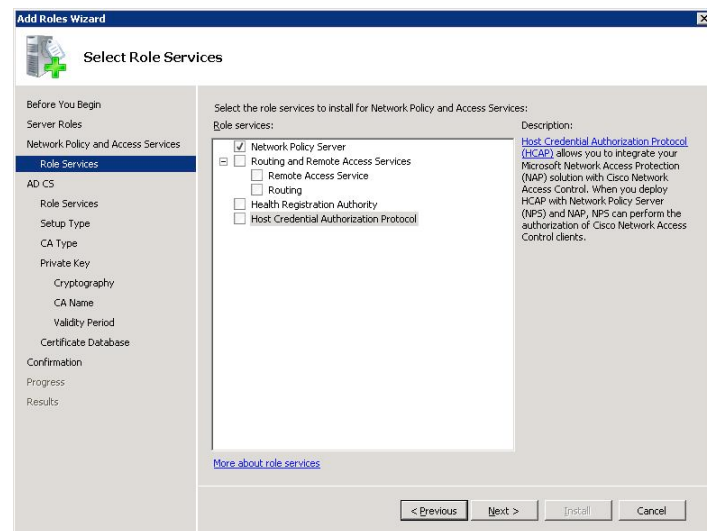 Add Roles Wizard
Select Role Services
Before You Begin
Server Roles
Network Policy and Access Services
Role Services
AD CS
Role Services
Setup Type
CA Type
Private Key
Cryptography
CA Name
Validity Period
Certificate Database
Confirmation
Progress
Results
Select the role services to install for Network Policy and Access Services:
Role services:
Network Policy Server
Routing and Remote Access Services
Remote Access Service
Routing
Health Registration Authority
Host Credential Authorization Protocol
More about role services
Description:
Host Credential Authorization Protocol
(HCAP) allows you to integrate your
Microsoft Network Access Protection
(NAP) solution with Cisco Network
Access Control. When you deploy
HCAP with Network Policy Server
(NPS) and NAP, NPS can perform the
authorization of Cisco Network Access
Control clients.
< Previous
Next >
Install
Cancel